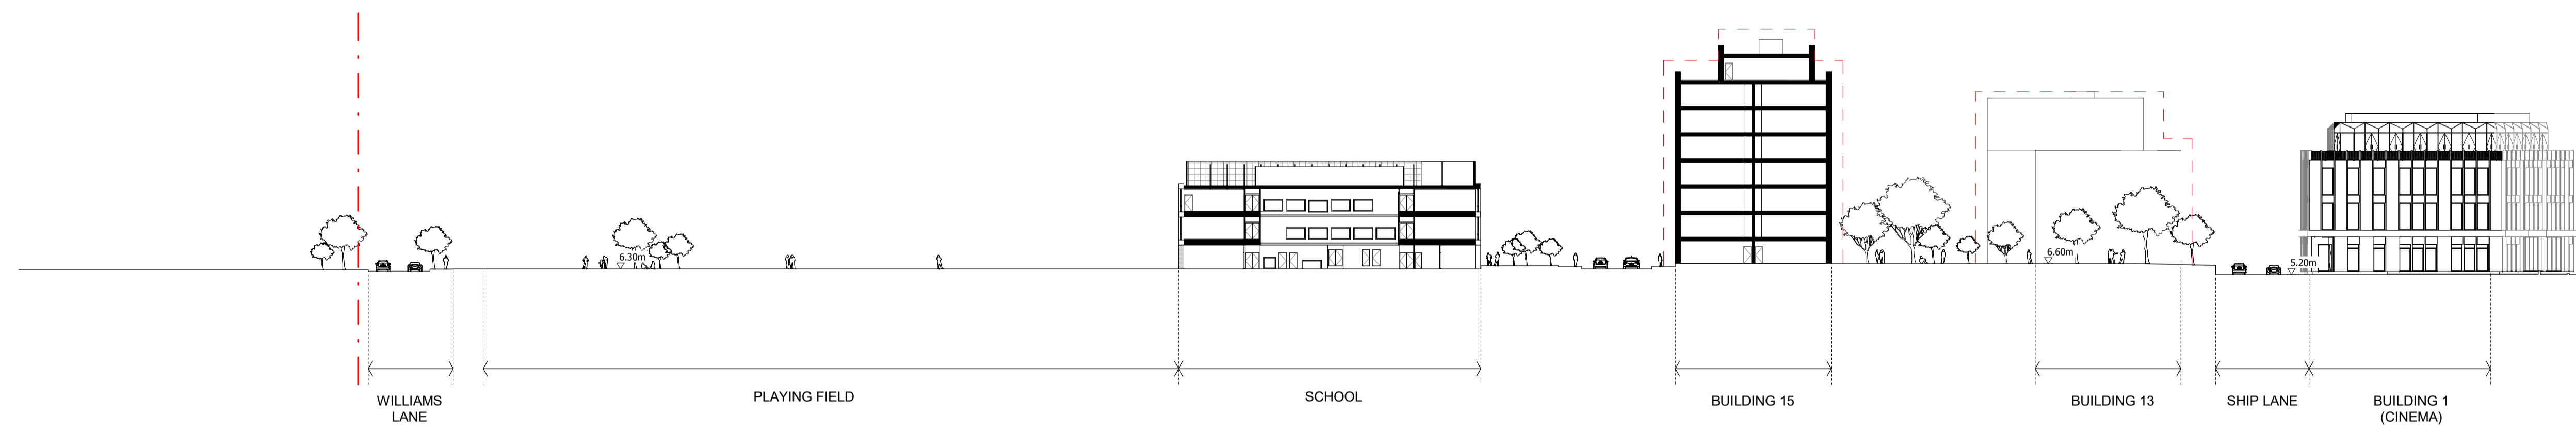 6.30m
6.60m
5.20m
WILLIAMS
LANE
PLAYING FIELD
SCHOOL
BUILDING 15
BUILDING 13
SHIP LANE
BUILDING 1
(CINEMA)